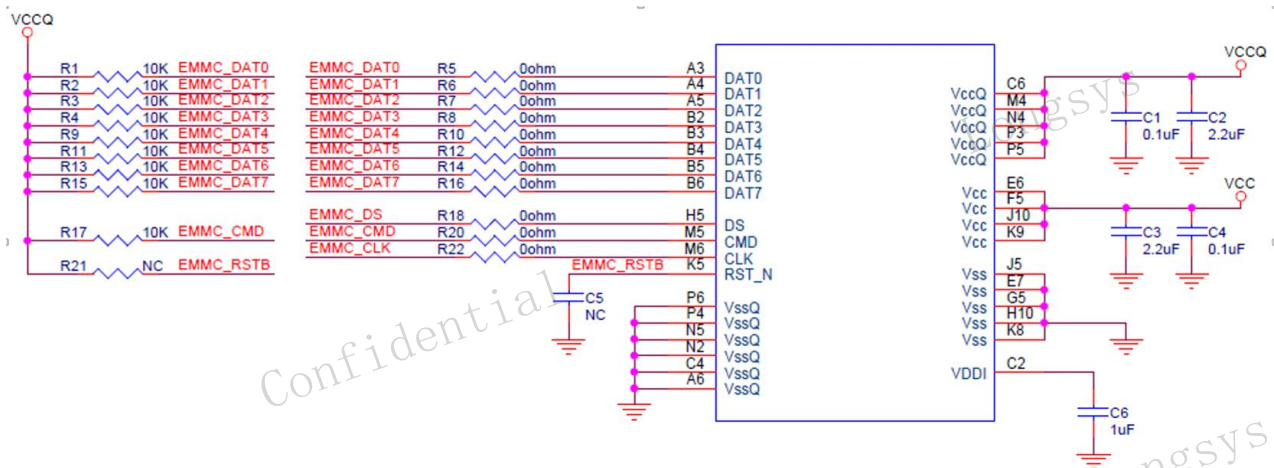 VCCQ
R1 10K EMMC_DAT0
R2 10K EMMC_DAT1
R3 10K EMMC_DAT2
R4 10K EMMC_DAT3
R9 10K EMMC_DAT4
R11 10K EMMC_DAT5
R13 10K EMMC_DAT6
R15 10K EMMC_DAT7
R17 10K EMMC_CMD
R21 NC EMMC_RSTB
EMMC_DAT0 R5 0ohm A3 DAT0
EMMC_DAT1 R6 0ohm A4 DAT1
EMMC_DAT2 R7 0ohm A5 DAT2
EMMC_DAT3 R8 0ohm B2 DAT3
EMMC_DAT4 R10 0ohm B3 DAT4
EMMC_DAT5 R12 0ohm B4 DAT5
EMMC_DAT6 R14 0ohm B5 DAT6
EMMC_DAT7 R16 0ohm B6 DAT7
EMMC_DS R18 0ohm H5 DS
EMMC_CMD R20 0ohm M5 CMD
EMMC_CLK R22 0ohm M6 CLK
EMMC_RSTB K5 RST_N
C5
NC
P6 VssQ
P4 VssQ
N5 VssQ
N2 VssQ
C4 VssQ
A6 VssQ
VccQ C6
VccQ M4
VccQ N4
VccQ P3
VccQ P5
VCCQ
C1
0.1uF
C2
2.2uF
Vcc E6
Vcc F5
Vcc J10
Vcc K9
VCC
C3
2.2uF
C4
0.1uF
Vss J5
Vss E7
Vss G5
Vss H10
Vss K8
VDDI C2
C6
1uF
Confidential